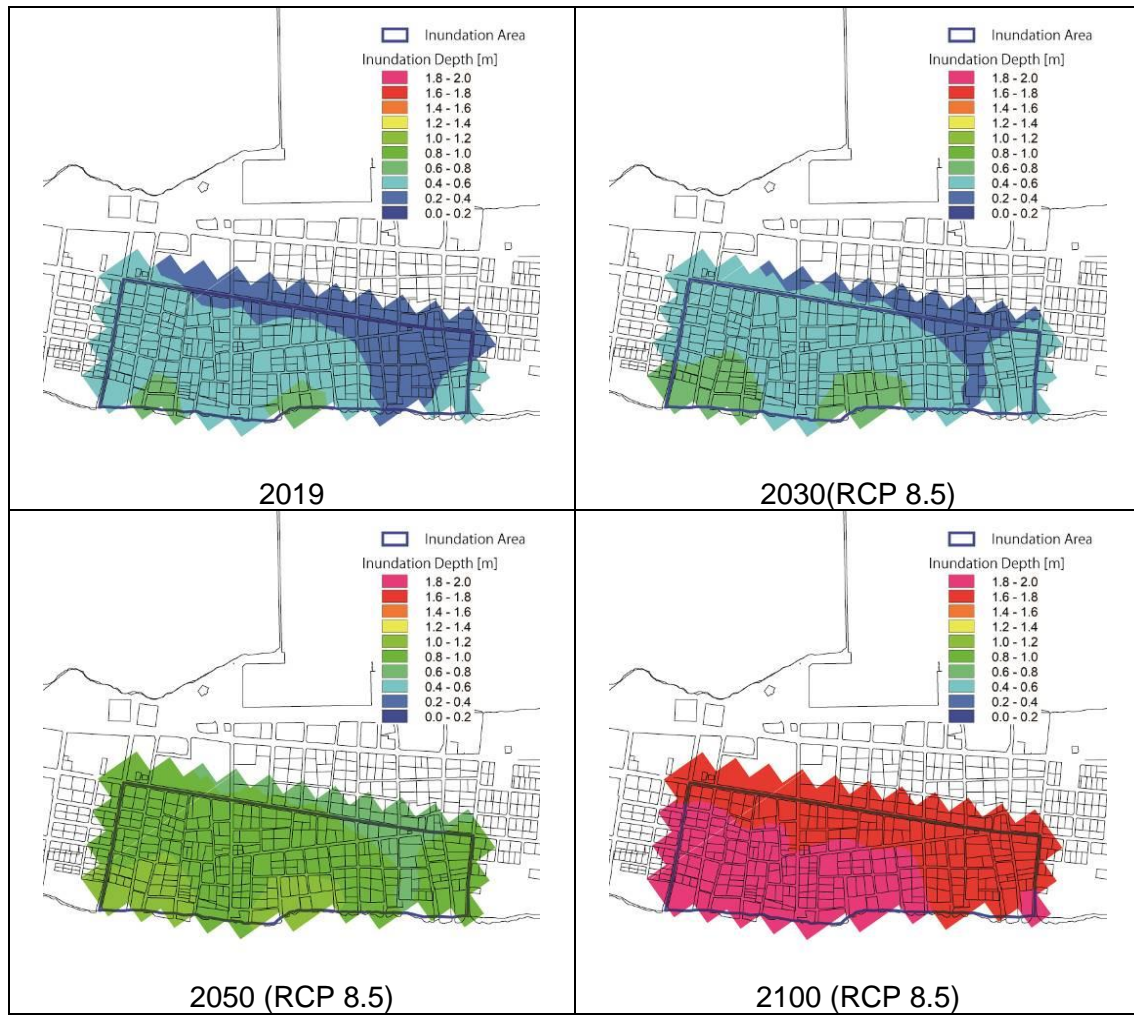 Inundation Area
Inundation Depth [m]
1.8 - 2.0
1.6 - 1.8
1.4 - 1.6
1.2 - 1.4
1.0 - 1.2
0.8 - 1.0
0.6 - 0.8
0.4 - 0.6
0.2 - 0.4
0.0 - 0.2
2019
Inundation Area
Inundation Depth [m]
1.8 - 2.0
1.6 - 1.8
1.4 - 1.6
1.2 - 1.4
1.0 - 1.2
0.8 - 1.0
0.6 - 0.8
0.4 - 0.6
0.2 - 0.4
0.0 - 0.2
2030(RCP 8.5)
Inundation Area
Inundation Depth [m]
1.8 - 2.0
1.6 - 1.8
1.4 - 1.6
1.2 - 1.4
1.0 - 1.2
0.8 - 1.0
0.6 - 0.8
0.4 - 0.6
0.2 - 0.4
0.0 - 0.2
2050 (RCP 8.5)
Inundation Area
Inundation Depth [m]
1.8 - 2.0
1.6 - 1.8
1.4 - 1.6
1.2 - 1.4
1.0 - 1.2
0.8 - 1.0
0.6 - 0.8
0.4 - 0.6
0.2 - 0.4
0.0 - 0.2
2100 (RCP 8.5)